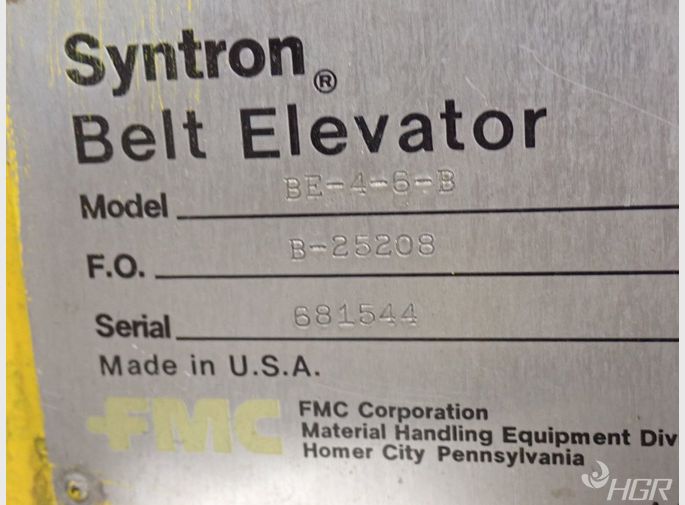 Syntron®
Belt Elevator
Model BE-4-6-B
F.O. B-25208
Serial 681544
Made in U.S.A.
FMC
FMC Corporation
Material Handling Equipment Div
Homer City Pennsylvania
HGR